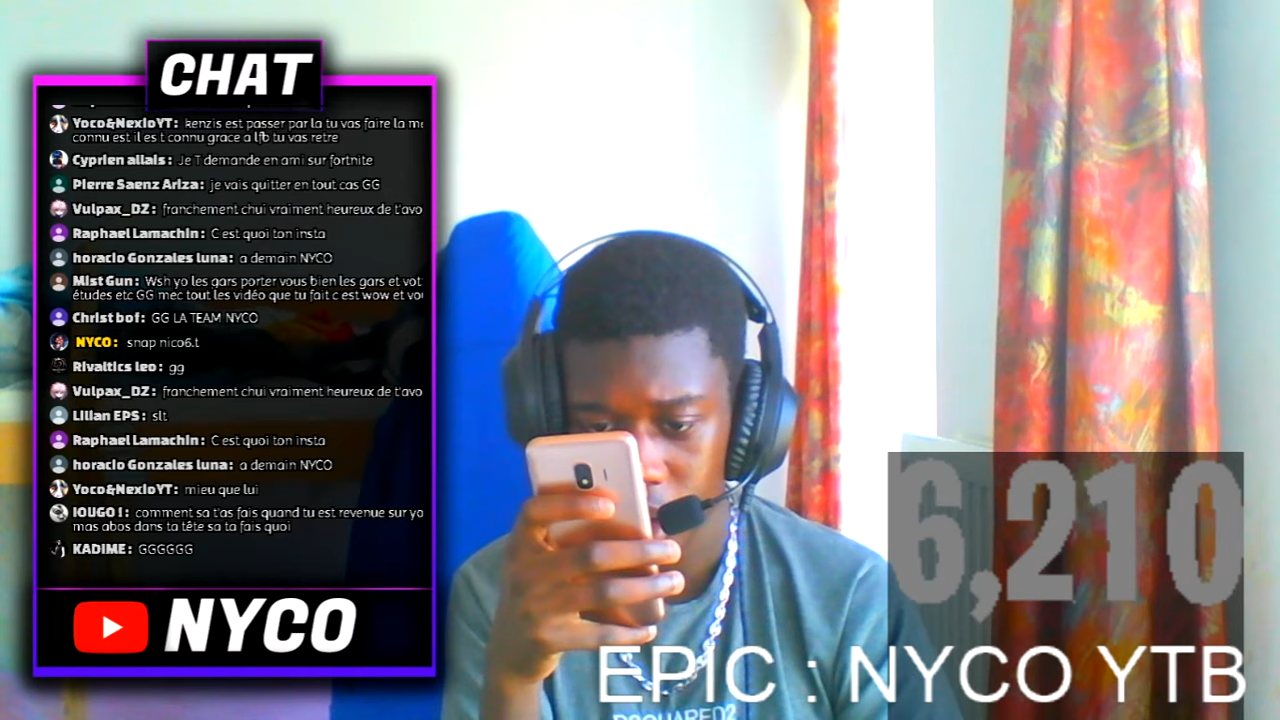 CHAT
Yoco&NexIoYT: kenzis est passer par la tu vas faire la me
connu est il es t connu grace a lfb tu vas retre
Cyprien allais: Je T demande en ami sur fortnite
Pierre Saenz Ariza: je vais quitter en tout cas GG
Vulpax_DZ: franchement chui vraiment heureux de t'avo
Raphael Lamachin: C est quoi ton insta
horacio Gonzales luna: a demain NYCO
Mist Gun: Wsh yo les gars porter vous bien les gars et vot
études etc GG mec tout les vidéo que tu fait c est wow et vou
Christ bof: GG LA TEAM NYCO
NYCO: snap nico6.t
Rivaltics leo: gg
Vulpax_DZ: franchement chui vraiment heureux de t'avo
Lilian EPS: slt
Raphael Lamachin: C est quoi ton insta
horacio Gonzales luna: a demain NYCO
Yoco&NexIoYT: mieu que lui
IOUGO !: comment sa t'as fais quand tu est revenue sur yo
mas abos dans ta tête sa ta fais quoi
KADIME: GGGGGG
NYCO
6,210
EPIC : NYCO YTB
DSQUARED2